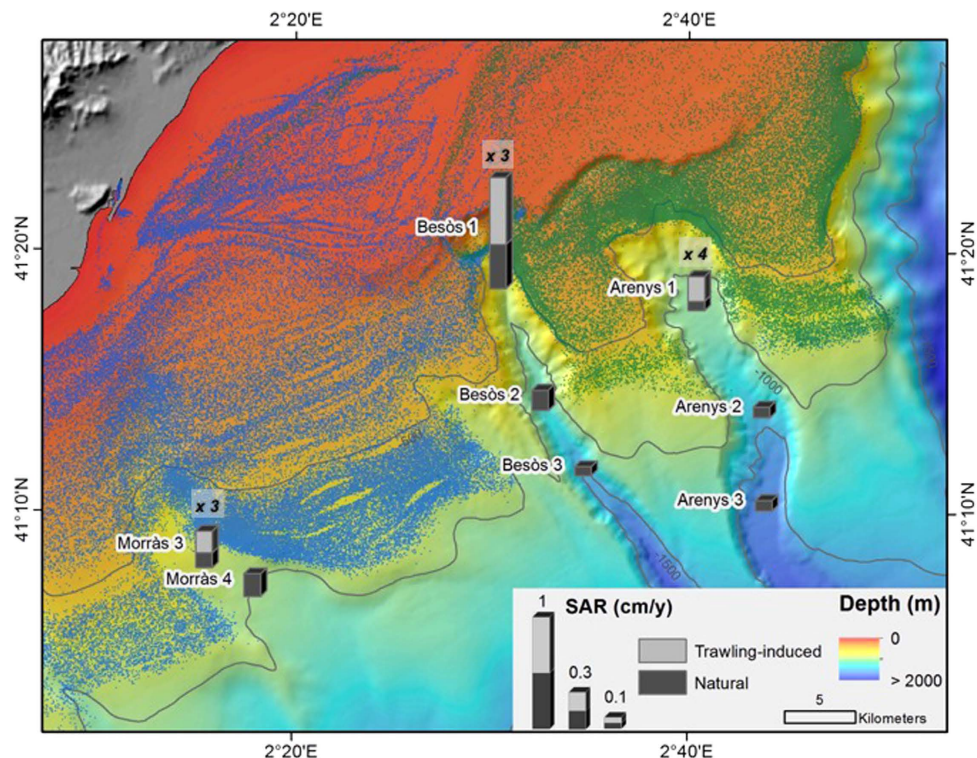 2°20'E
2°40'E
41°20'N
41°20'N
x 3
Besòs 1
x 4
Arenys 1
-1000
Besòs 2
Arenys 2
Besòs 3
Arenys 3
41°10'N
41°10'N
x 3
Morràs 3
Morràs 4
-1500
SAR (cm/y)
Depth (m)
1
0.3
0.1
Trawling-induced
Natural
0
> 2000
5
Kilometers
2°20'E
2°40'E